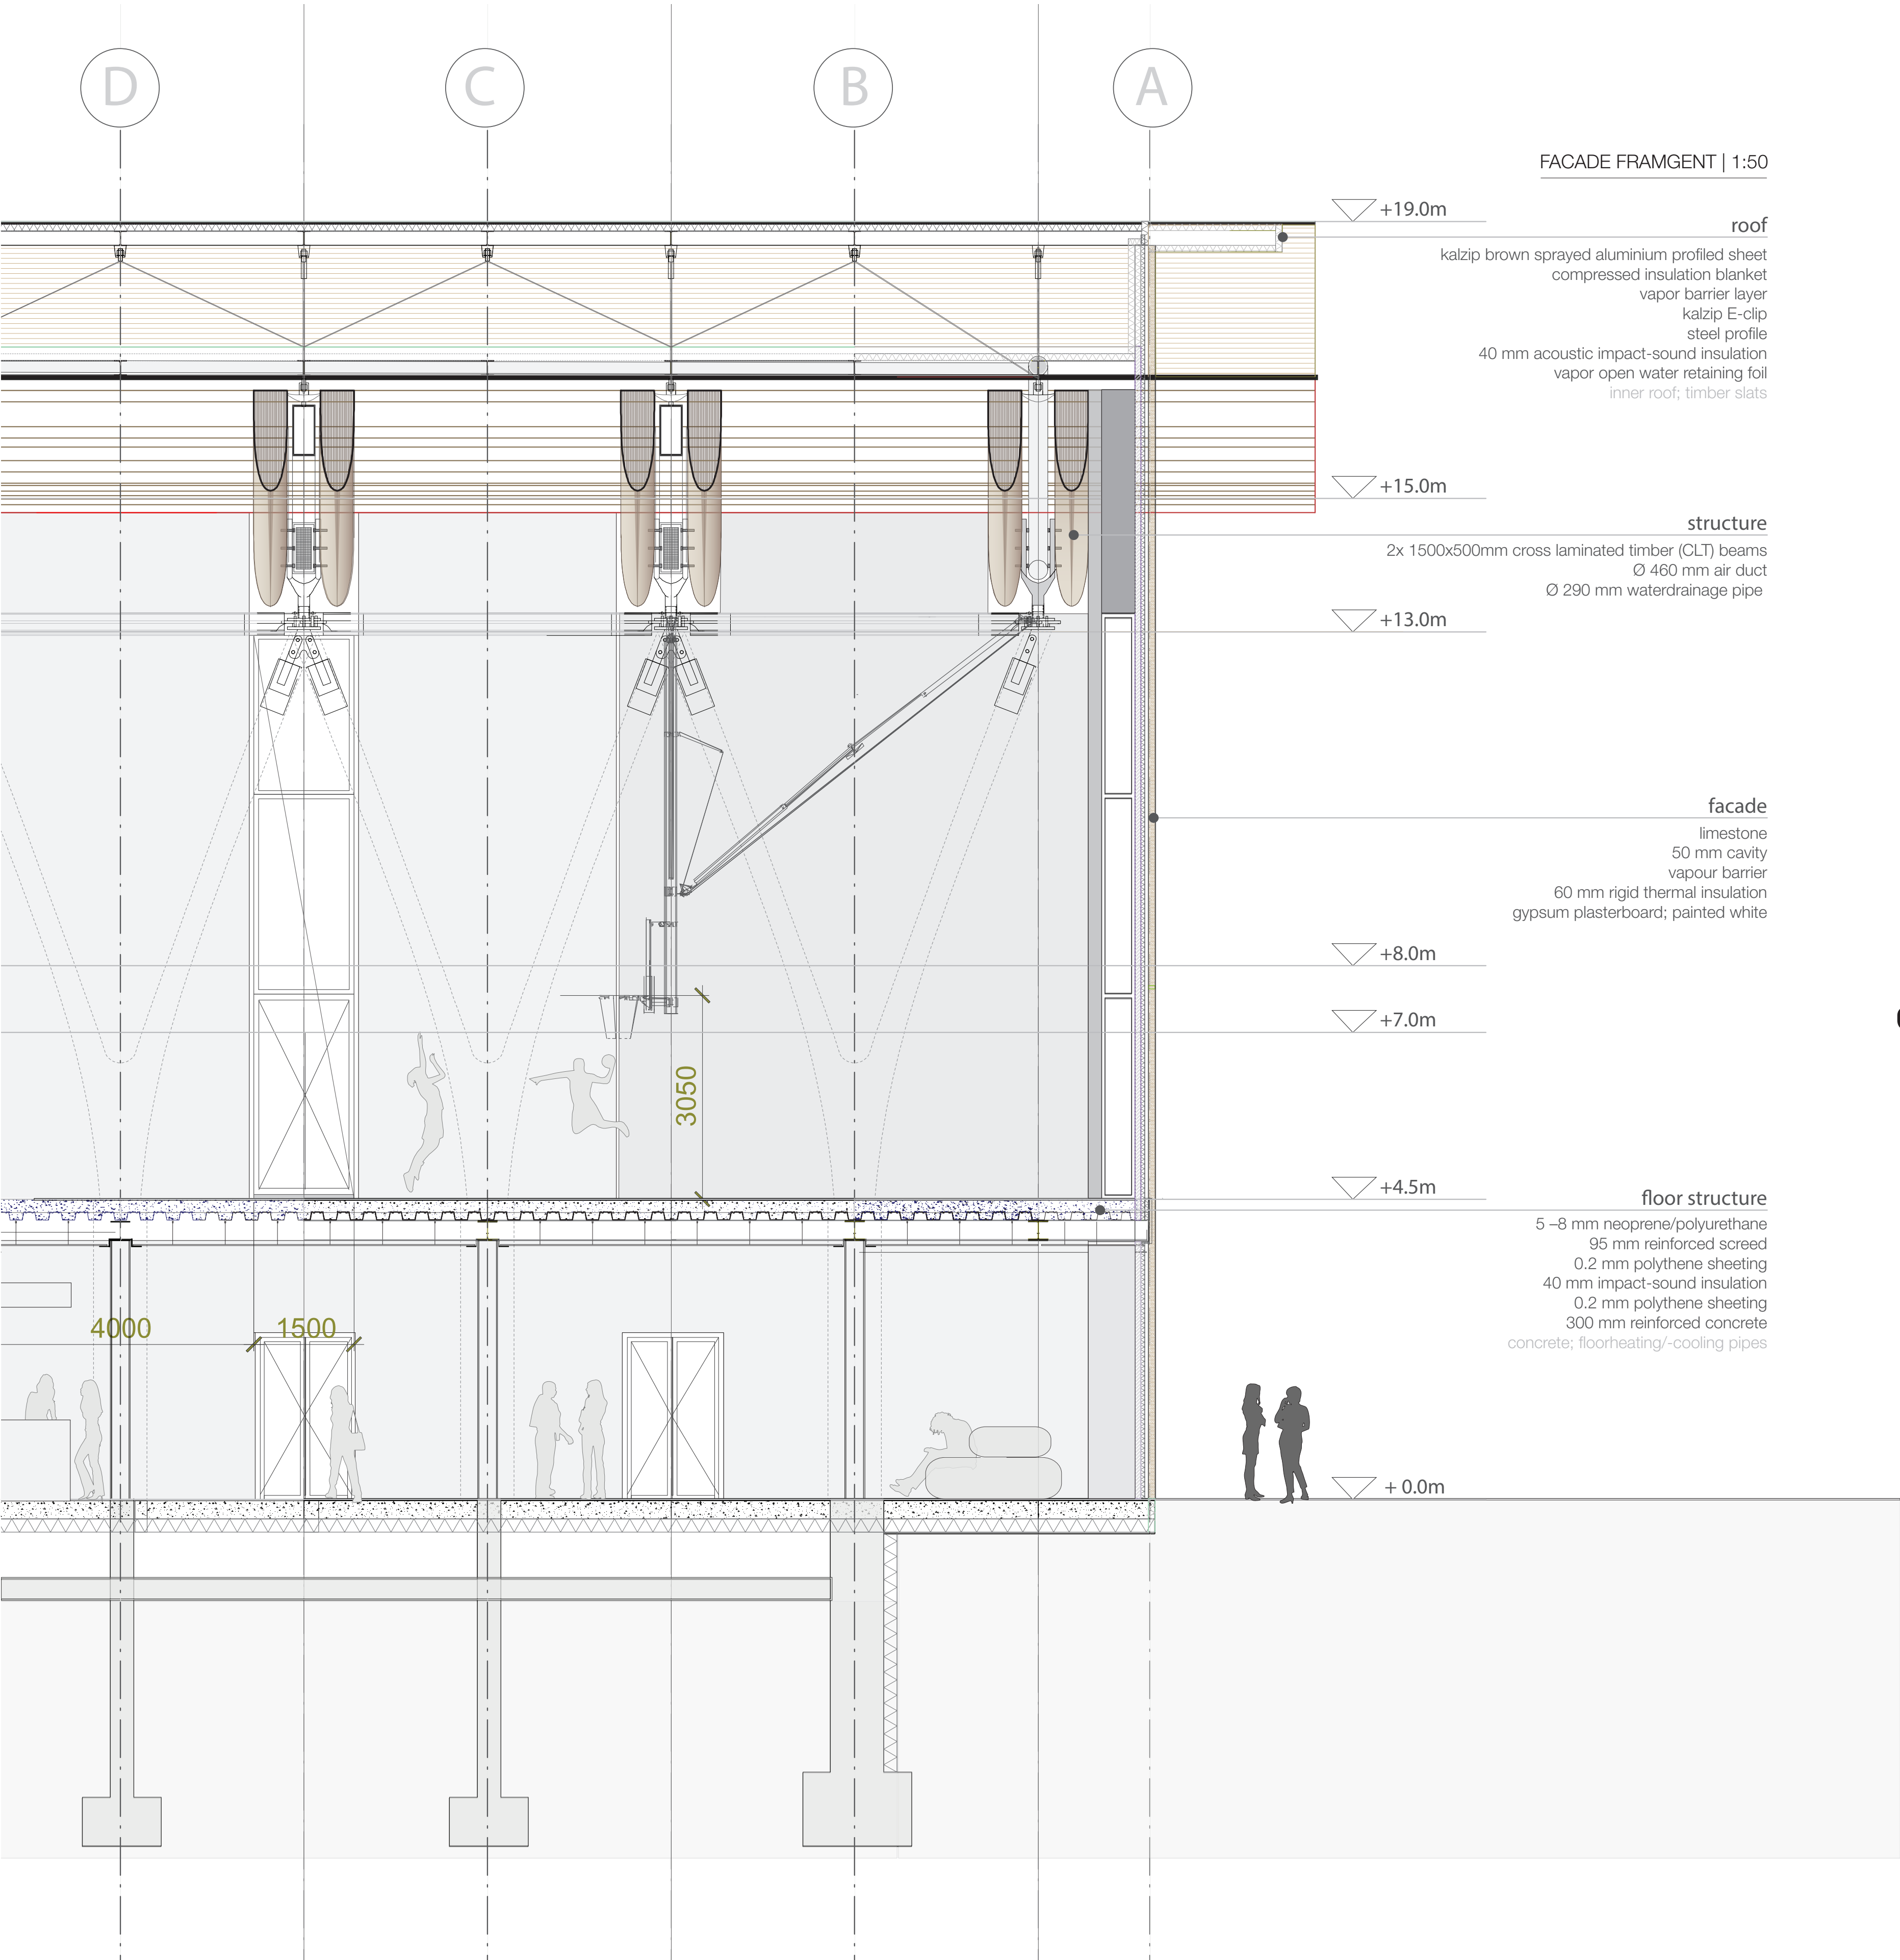 D
C
B
A
FACADE FRAMGENT | 1:50
+19.0m
roof
kalzip brown sprayed aluminium profiled sheet
compressed insulation blanket
vapor barrier layer
kalzip E-clip
steel profile
40 mm acoustic impact-sound insulation
vapor open water retaining foil
inner roof; timber slats
+15.0m
structure
2x 1500x500mm cross laminated timber (CLT) beams
Ø 460 mm air duct
Ø 290 mm waterdrainage pipe
+13.0m
facade
limestone
50 mm cavity
vapour barrier
60 mm rigid thermal insulation
gypsum plasterboard; painted white
+8.0m
+7.0m
3050
+4.5m
floor structure
5 –8 mm neoprene/polyurethane
95 mm reinforced screed
0.2 mm polythene sheeting
40 mm impact-sound insulation
0.2 mm polythene sheeting
300 mm reinforced concrete
concrete; floorheating/-cooling pipes
4000
1500
+ 0.0m